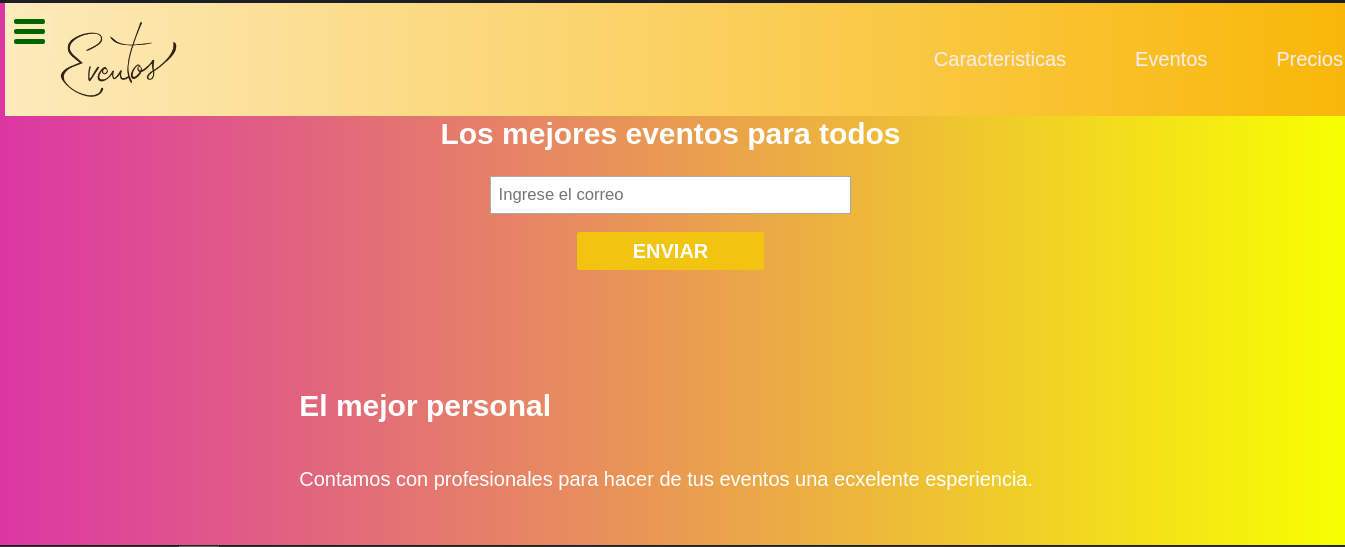 Eventos
Caracteristicas
Eventos
Precios
Los mejores eventos para todos
Ingrese el correo
ENVIAR
El mejor personal
Contamos con profesionales para hacer de tus eventos una ecxelente esperiencia.